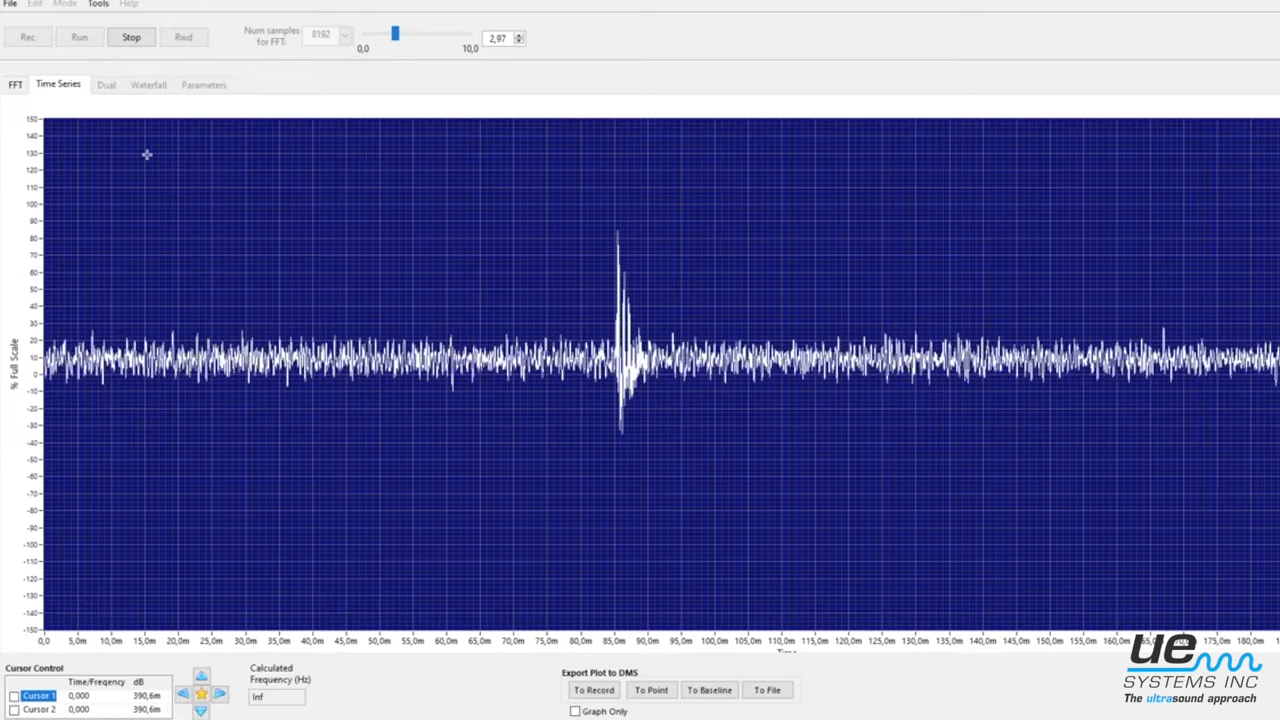 File Edit Mode Tools Help
Rec Run Stop Rwd
Num samples
for FFT:
8192
0,0 10,0
2,97
FFT Time Series Dual Waterfall Parameters
150
140
130
120
110
100
90
80
70
60
50
40
30
20
10
0
-10
-20
-30
-40
-50
-60
-70
-80
-90
-100
-110
-120
-130
-140
-150
% Full Scale
0,0 5,0m 10,0m 15,0m 20,0m 25,0m 30,0m 35,0m 40,0m 45,0m 50,0m 55,0m 60,0m 65,0m 70,0m 75,0m 80,0m 85,0m 90,0m 95,0m 100,0m 105,0m 110,0m 115,0m 120,0m 125,0m 130,0m 135,0m 140,0m 145,0m 150,0m 155,0m 160,0m 165,0m 170,0m 175,0m 180,0m
Time
Cursor Control
Time/Freqency dB
Cursor 1 0,000 390,6m
Cursor 2 0,000 390,6m
Calculated
Frequency (Hz)
Inf
Export Plot to DMS
To Record To Point To Baseline To File
Graph Only
ue
SYSTEMS INC
The ultrasound approach